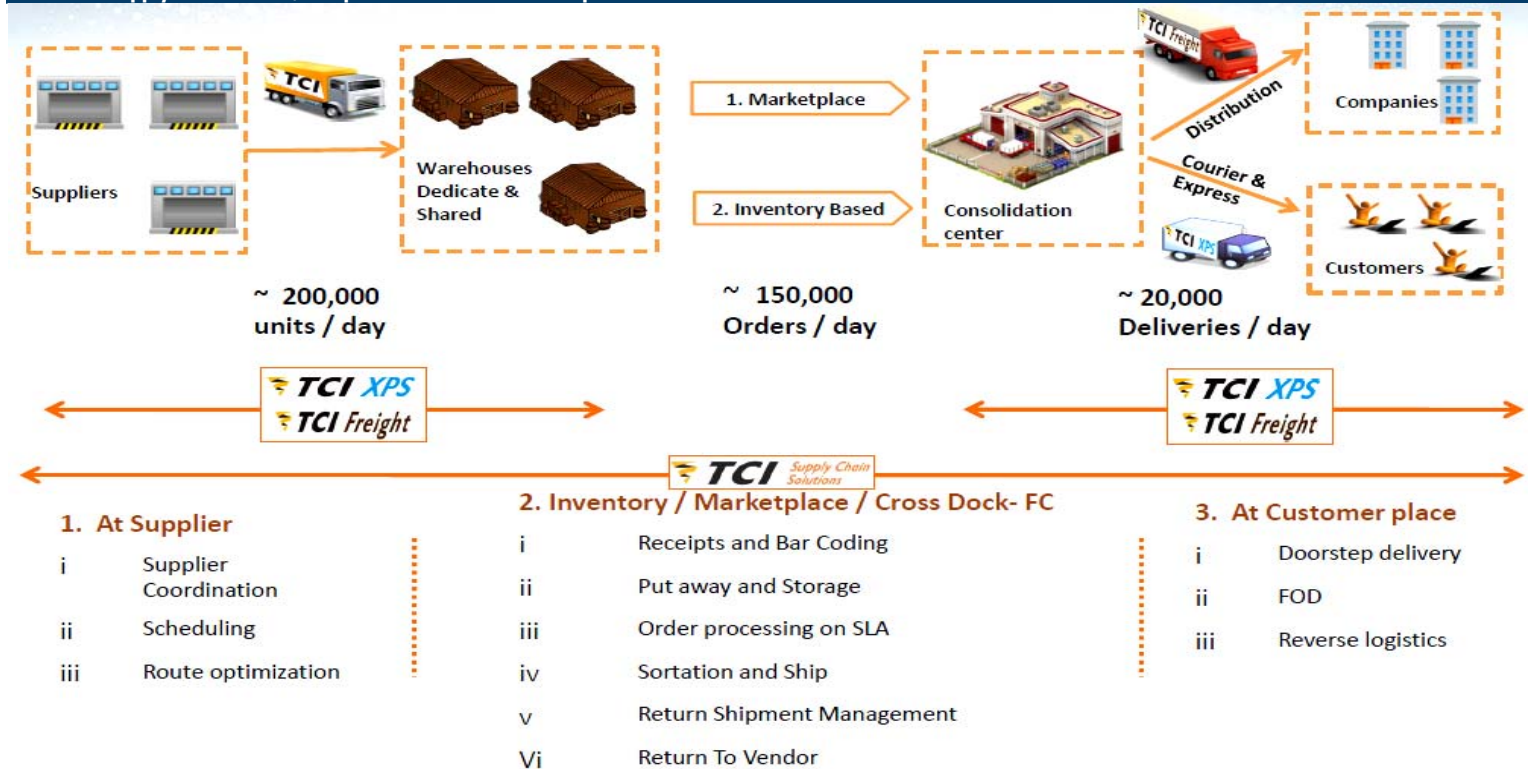 TCI
TCI Freight
Suppliers
Warehouses
Dedicate &
Shared
1. Marketplace
2. Inventory Based
Consolidation
center
Distribution
Courier &
Express
TCI XPS
Companies
Customers
~ 200,000
units / day
~ 150,000
Orders / day
~ 20,000
Deliveries / day
TCI XPS
TCI Freight
TCI XPS
TCI Freight
TCI Supply Chain
Solutions
1. At Supplier
i Supplier
Coordination
ii Scheduling
iii Route optimization
2. Inventory / Marketplace / Cross Dock- FC
i Receipts and Bar Coding
ii Put away and Storage
iii Order processing on SLA
iv Sortation and Ship
v Return Shipment Management
Vi Return To Vendor
3. At Customer place
i Doorstep delivery
ii FOD
iii Reverse logistics